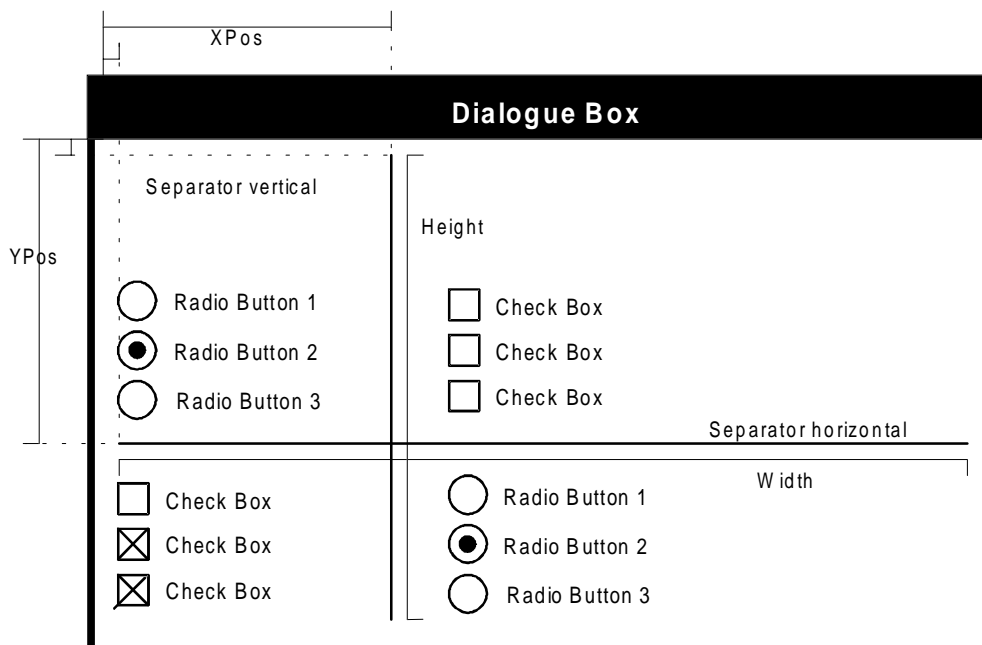 XPos
Dialogue Box
Separator vertical
Height
YPos
Radio Button 1
Radio Button 2
Radio Button 3
Check Box
Check Box
Check Box
Separator horizontal
Width
Check Box
Check Box
Check Box
Radio Button 1
Radio Button 2
Radio Button 3